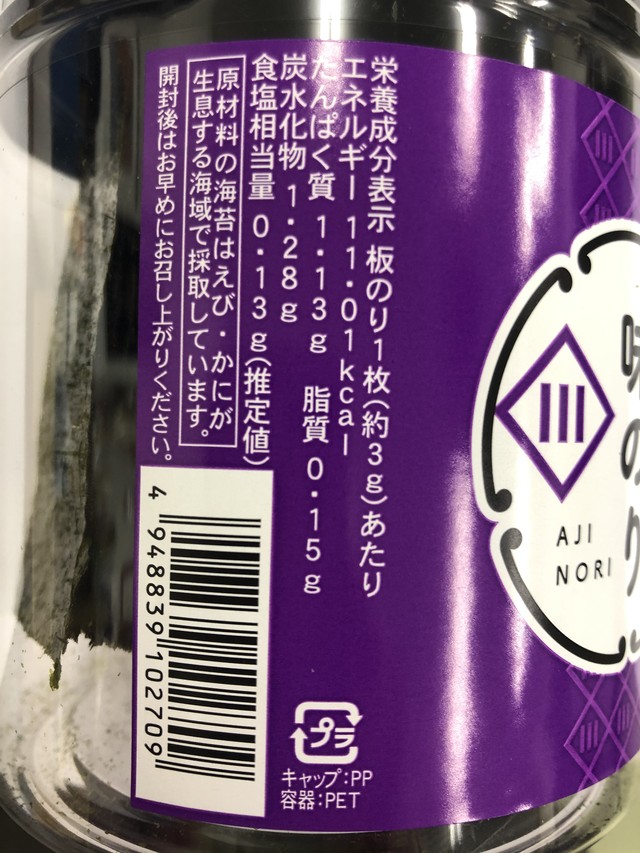 味のり
AJI
NORI
栄養成分表示 板のり1枚(約3g)あたり
エネルギー 11・01kcal
たんぱく質 1・13g 脂質 0・15g
炭水化物 1・28g
食塩相当量 0・13g(推定値)
原材料の海苔はえび・かにが
生息する海域で採取しています。
開封後はお早めにお召し上がりください。
4 948839 102709
プラ
キャップ:PP
容器:PET